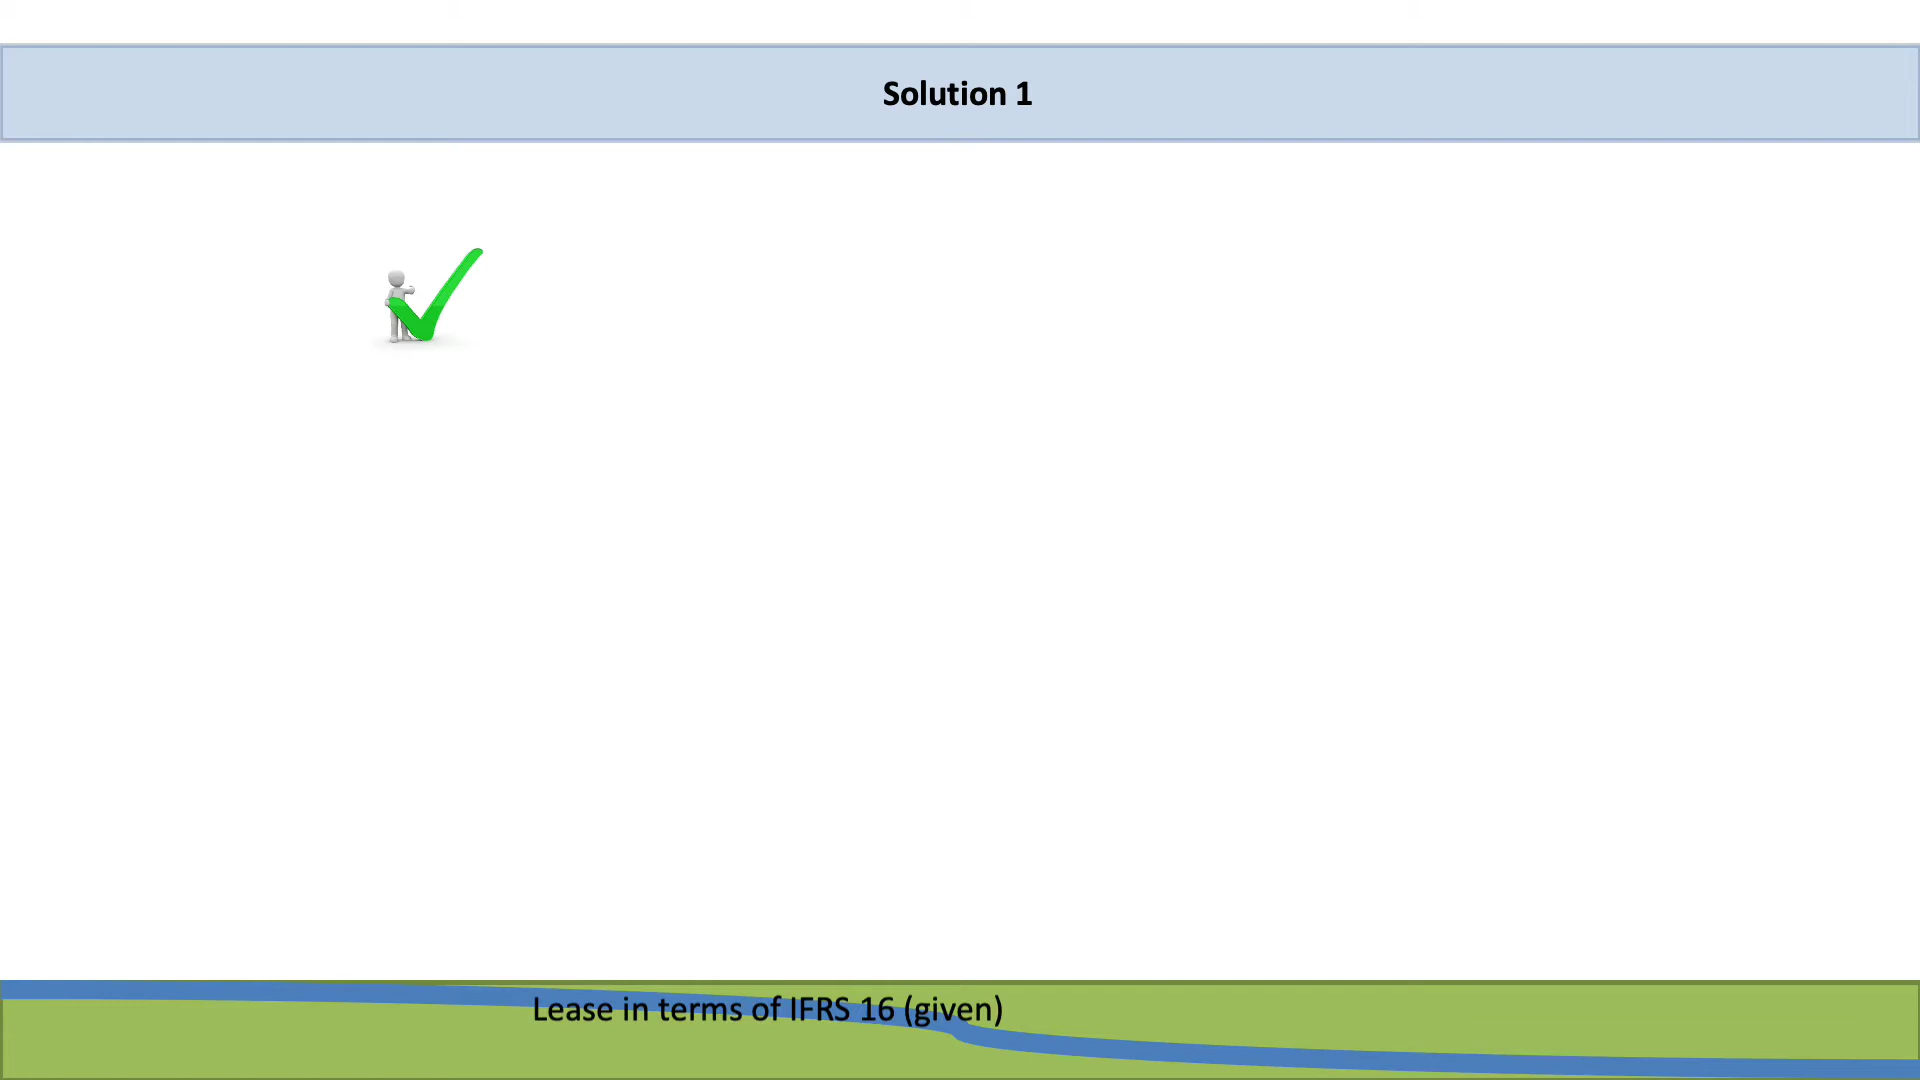 Solution 1
Lease in terms of IFRS 16 (given)